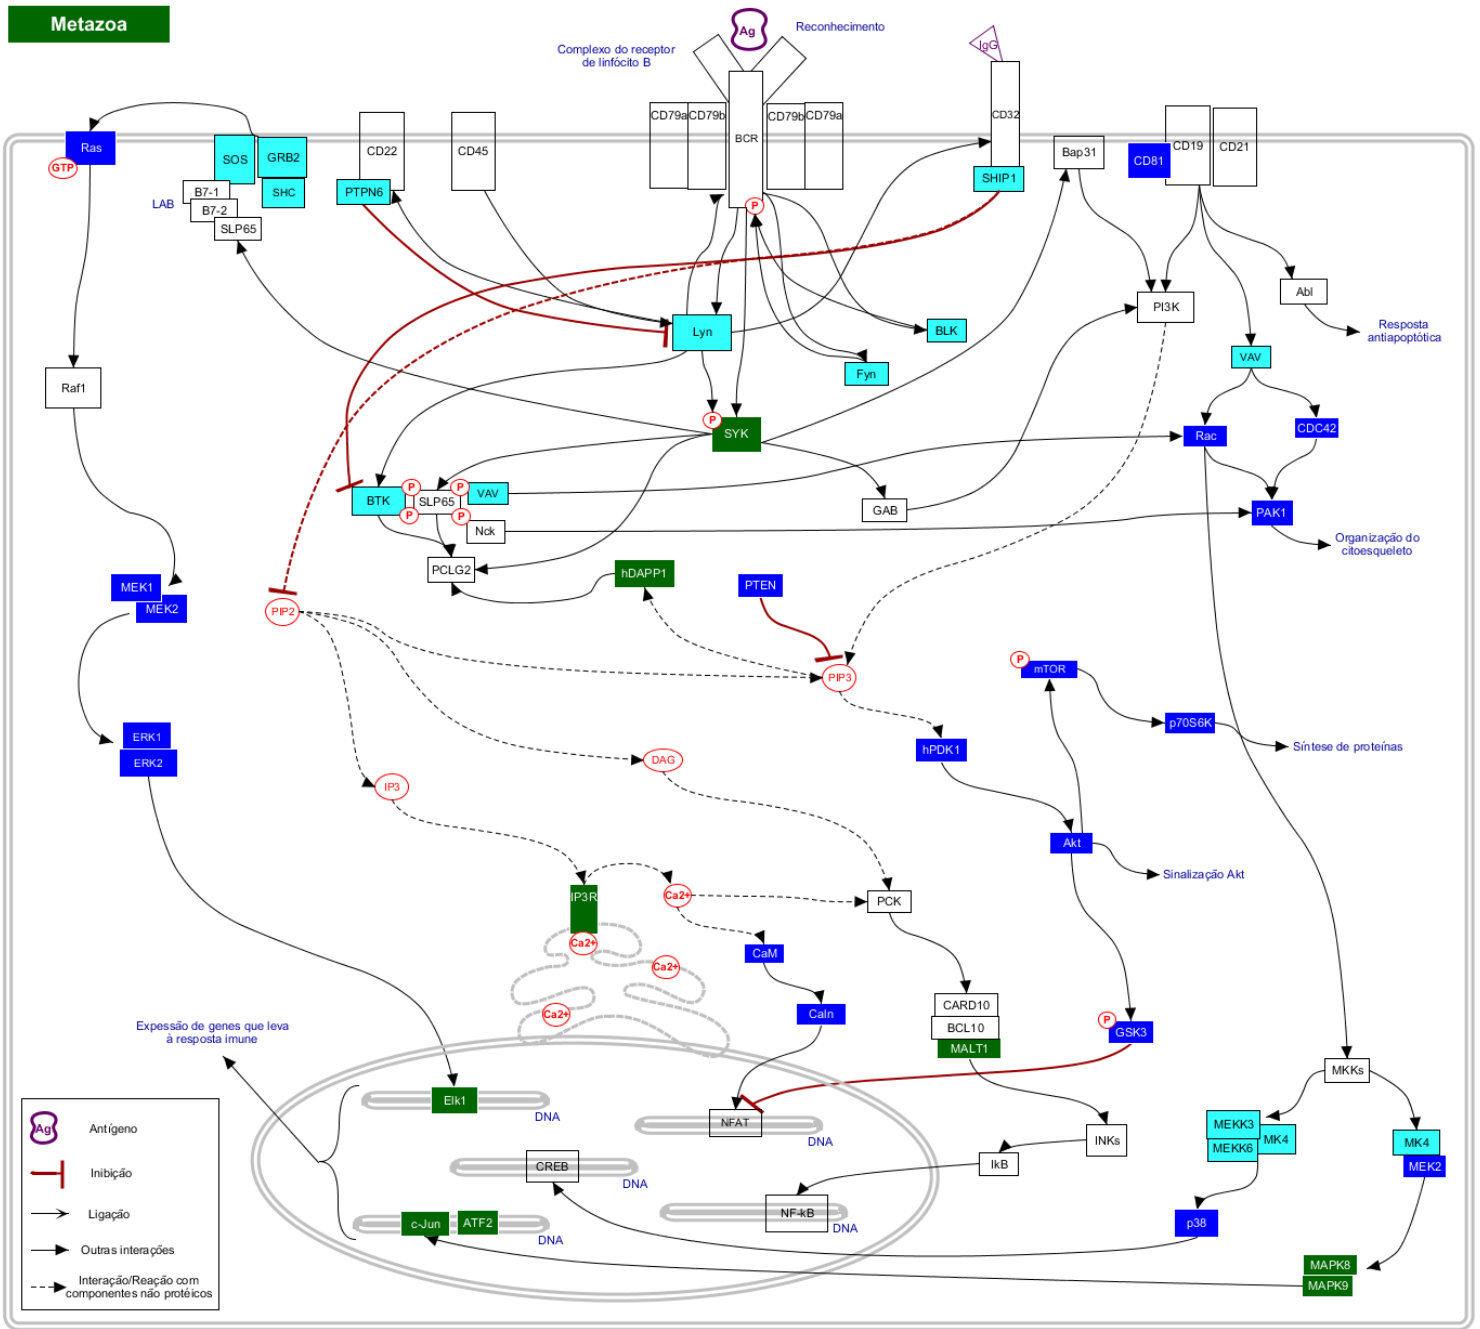 Metazoa
Ag
Reconhecimento
Complexo do receptor
de linfócito B
IgG
CD79a
CD79b
BCR
CD79b
CD79a
CD32
SHIP1
Bap31
CD81
CD19
CD21
Ras
GTP
SOS
GRB2
SHC
B7-1
B7-2
SLP65
LAB
CD22
PTPN6
CD45
P
Lyn
BLK
Fyn
PI3K
Abl
Resposta
antiapoptótica
VAV
Raf1
P
SYK
Rac
CDC42
BTK
P
SLP65
P
VAV
P
P
Nck
GAB
PAK1
Organização do
citoesqueleto
PCLG2
hDAPP1
PTEN
MEK1
MEK2
PIP2
PIP3
P
mTOR
p70S6K
Síntese de proteínas
ERK1
ERK2
hPDK1
DAG
IP3
Akt
Sinalização Akt
IP3R
Ca2+
Ca2+
PCK
Ca2+
Ca2+
CaM
Caln
CARD10
BCL10
MALT1
P
GSK3
Expessão de genes que leva
à resposta imune
MKKs
Elk1
DNA
NFAT
DNA
INKs
IkB
MEKK3
MEKK6
MK4
MK4
MEK2
CREB
DNA
NF-kB
DNA
c-Jun
ATF2
DNA
p38
MAPK8
MAPK9
Ag
Antígeno
Inibição
Ligação
Outras interações
Interação/Reação com
componentes não protéicos